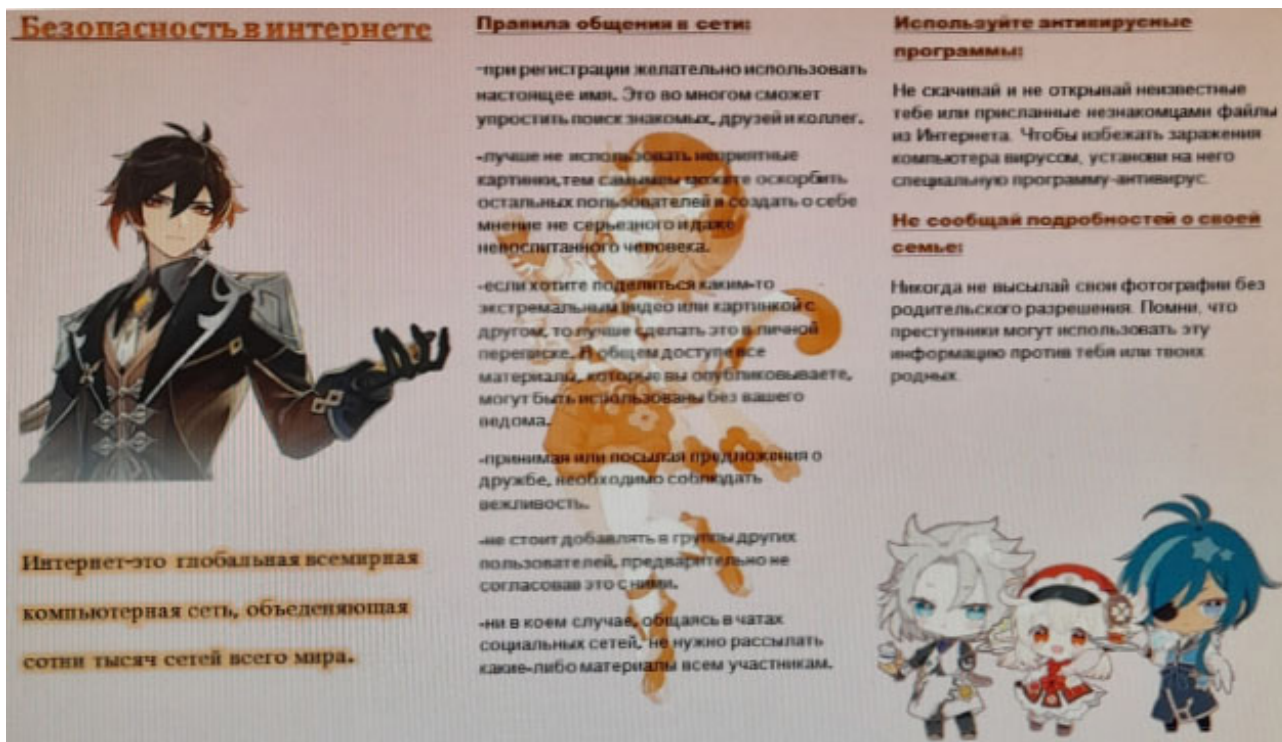 Безопасность в интернете
Интернет-это глобальная всемирная
компьютерная сеть, объеденяющая
сотни тысяч сетей всего мира.
Правила общения в сети:
-при регистрации желательно использовать
настоящее имя. Это во многом сможет
упростить поиск знакомых, друзей и коллег.
-лучше не использовать неприятные
картинки,тем самым вы можете оскорбить
остальных пользователей и создать о себе
мнение не серьезного и даже
невоспитанного человека.
-если хотите поделиться каким-то
экстремальным видео или картинкой с
другом, то лучше сделать это в личной
переписке. В общем доступе все
материалы, которые вы опубликовываете,
могут быть использованы без вашего
ведома.
-принимая или посылая предложения о
дружбе, необходимо соблюдать
вежливость.
-не стоит добавлять в группы других
пользователей, предварительно не
согласовав это с ними.
-ни в коем случае, общаясь в чатах
социальных сетей, не нужно рассылать
какие-либо материалы всем участникам.
Используйте антивирусные
программы:
Не скачивай и не открывай неизвестные
тебе или присланные незнакомцами файлы
из Интернета. Чтобы избежать заражения
компьютера вирусом, установи на него
специальную программу-антивирус.
Не сообщай подробностей о своей
семье:
Никогда не высылай свои фотографии без
родительского разрешения. Помни, что
преступники могут использовать эту
информацию против тебя или твоих
родных.